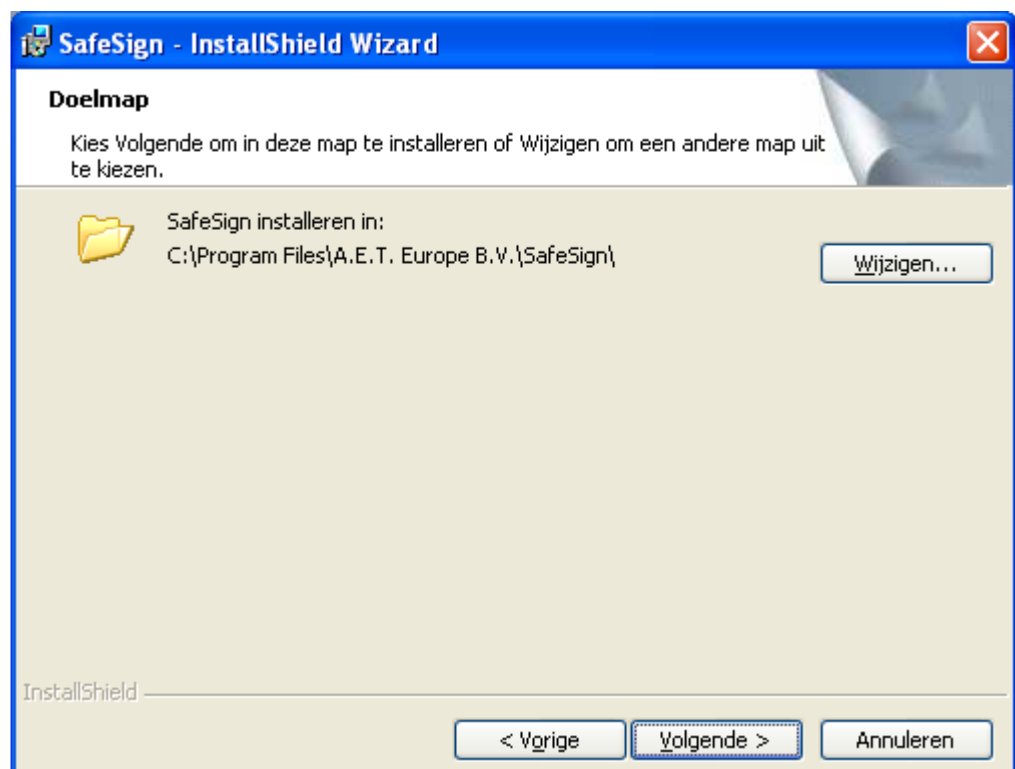 SafeSign - InstallShield Wizard
Doelmap
Kies Volgende om in deze map te installeren of Wijzigen om een andere map uit
te kiezen.
SafeSign installeren in:
C:\Program Files\A.E.T. Europe B.V.\SafeSign\
Wijzigen...
InstallShield
< Vorige
Volgende >
Annuleren